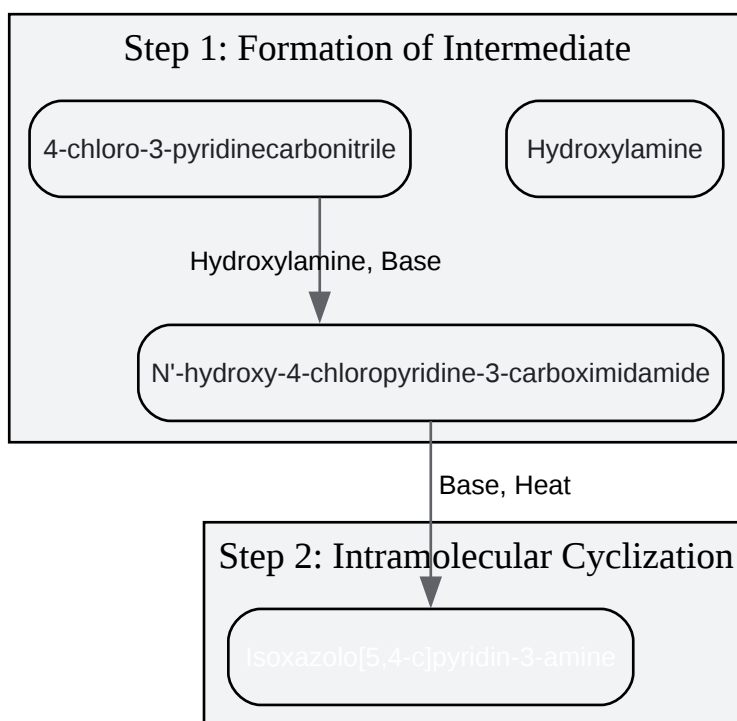 Step 1: Formation of Intermediate
4-chloro-3-pyridinecarbonitrile
Hydroxylamine
Hydroxylamine, Base
N'-hydroxy-4-chloropyridine-3-carboximidamide
Base, Heat
Step 2: Intramolecular Cyclization
Isoxazolo[5,4-c]pyridin-3-amine